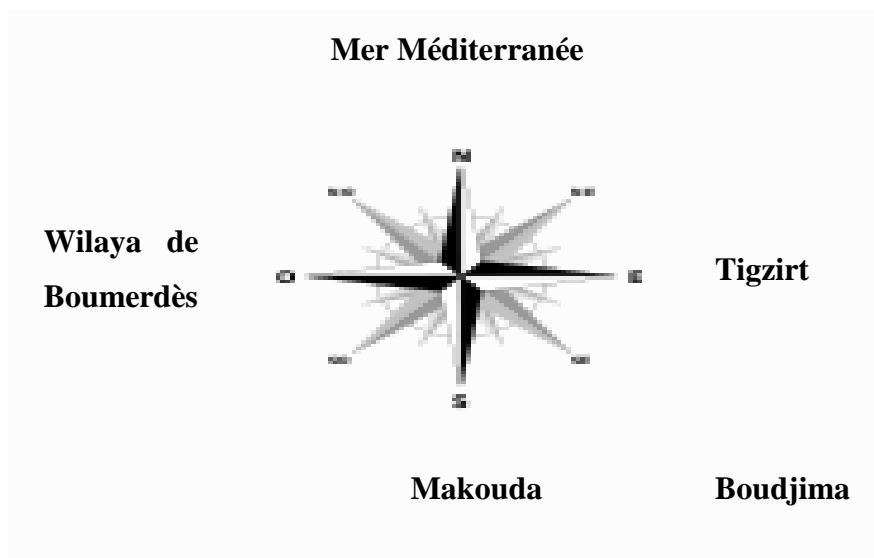 Mer Méditerranée
N
Wilaya de
Boumerdès
O
E
Tigzirt
S
Makouda
Boudjima